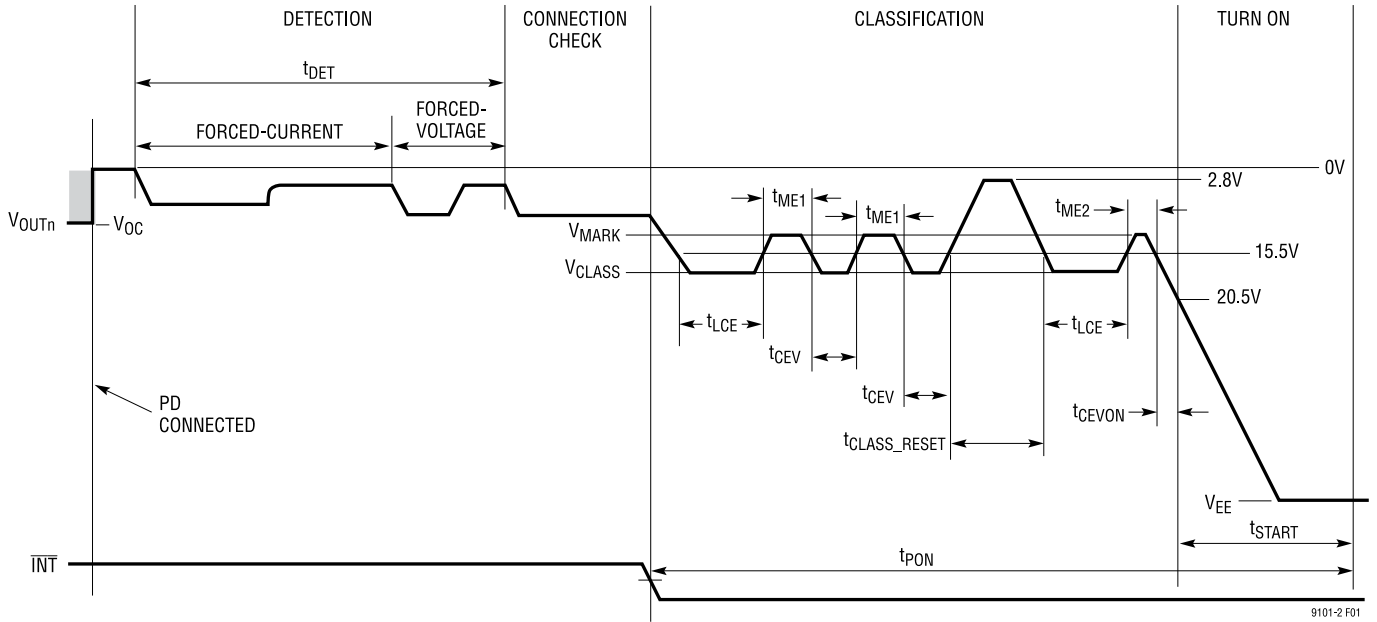 DETECTION
CONNECTION
CHECK
CLASSIFICATION
TURN ON
tDET
FORCED-CURRENT
FORCED-
VOLTAGE
0V
2.8V
tME1
tME1
tME2
VOUTn
VOC
VMARK
15.5V
VCLASS
20.5V
tLCE
tLCE
tCEV
tCEV
tCEVON
PD
CONNECTED
tCLASS_RESET
VEE
tSTART
INT
tPON
9101-2 F01